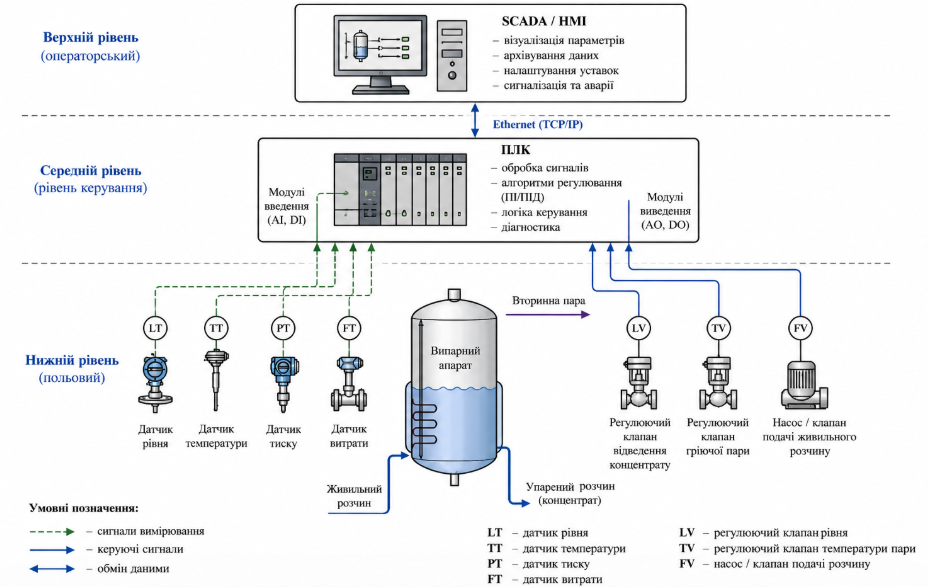 Верхній рівень
(операторський)
SCADA / HMI
– візуалізація параметрів
– архівування даних
– налаштування уставок
– сигналізація та аварії
Ethernet (TCP/IP)
Середній рівень
(рівень керування)
ПЛК
– обробка сигналів
– алгоритми регулювання
(ПІ/ПІД)
– логіка керування
– діагностика
Модулі
введення
(AI, DI)
Модулі
виведення
(AO, DO)
Нижній рівень
(польовий)
LT
TT
PT
FT
Датчик
рівня
Датчик
температури
Датчик
тиску
Датчик
витрати
Випарний
апарат
Вторинна пара
LV
TV
FV
Регулюючий
клапан
відведення
концентрату
Регулюючий
клапан
гріючої пари
Насос / клапан
подачі живильного
розчину
Живильний
розчин
Упарений розчин
(концентрат)
Умовні позначення:
– сигнали вимірювання
– керуючі сигнали
– обмін даними
LT – датчик рівня
TT – датчик температури
PT – датчик тиску
FT – датчик витрати
LV – регулюючий клапан рівня
TV – регулюючий клапан температури пари
FV – насос / клапан подачі розчину